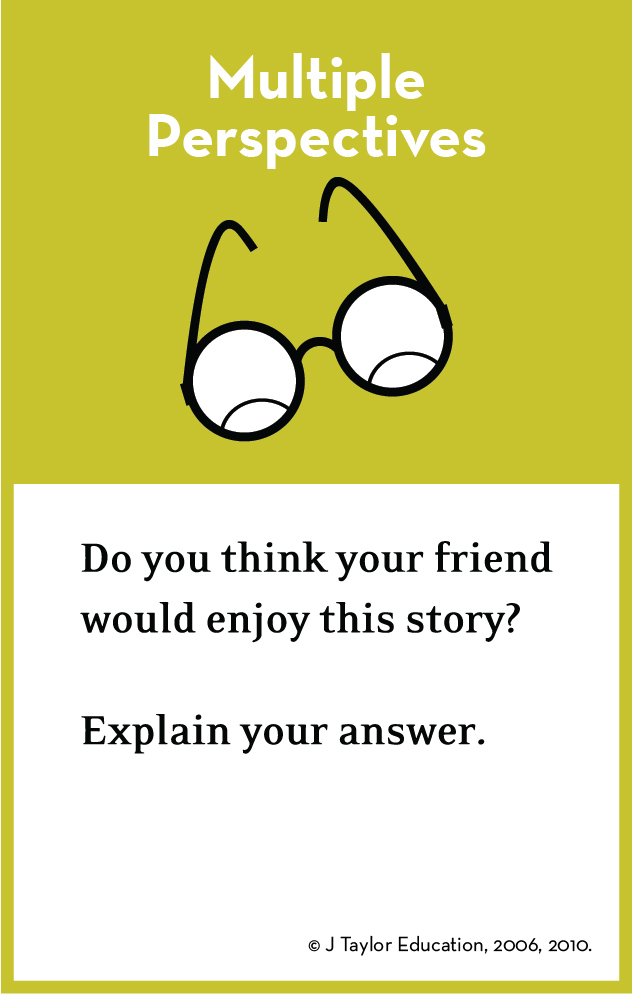 Multiple
Perspectives
Do you think your friend
would enjoy this story?
Explain your answer.
© J Taylor Education, 2006, 2010.